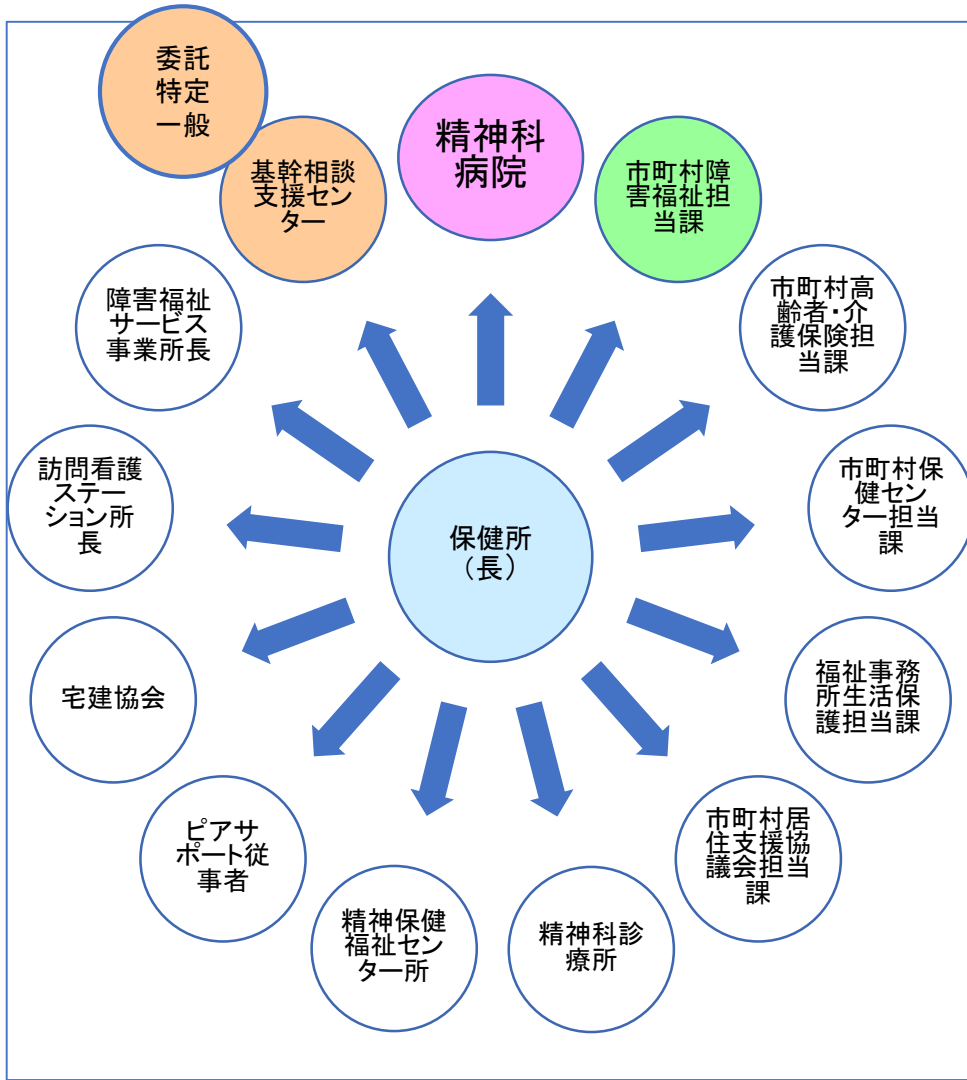 委託
特定
一般
基幹相談
支援セン
ター
精神科
病院
市町村障
害福祉担
当課
障害福祉
サービス
事業所長
市町村高
齢者・介
護保険担
当課
訪問看護
ステー
ション所
長
保健所
（長）
市町村保
健セン
ター担当
課
宅建協会
福祉事務
所生活保
護担当課
ピアサ
ポート従
事者
市町村居
住支援協
議会担当
課
精神保健
福祉セン
ター所
精神科診
療所